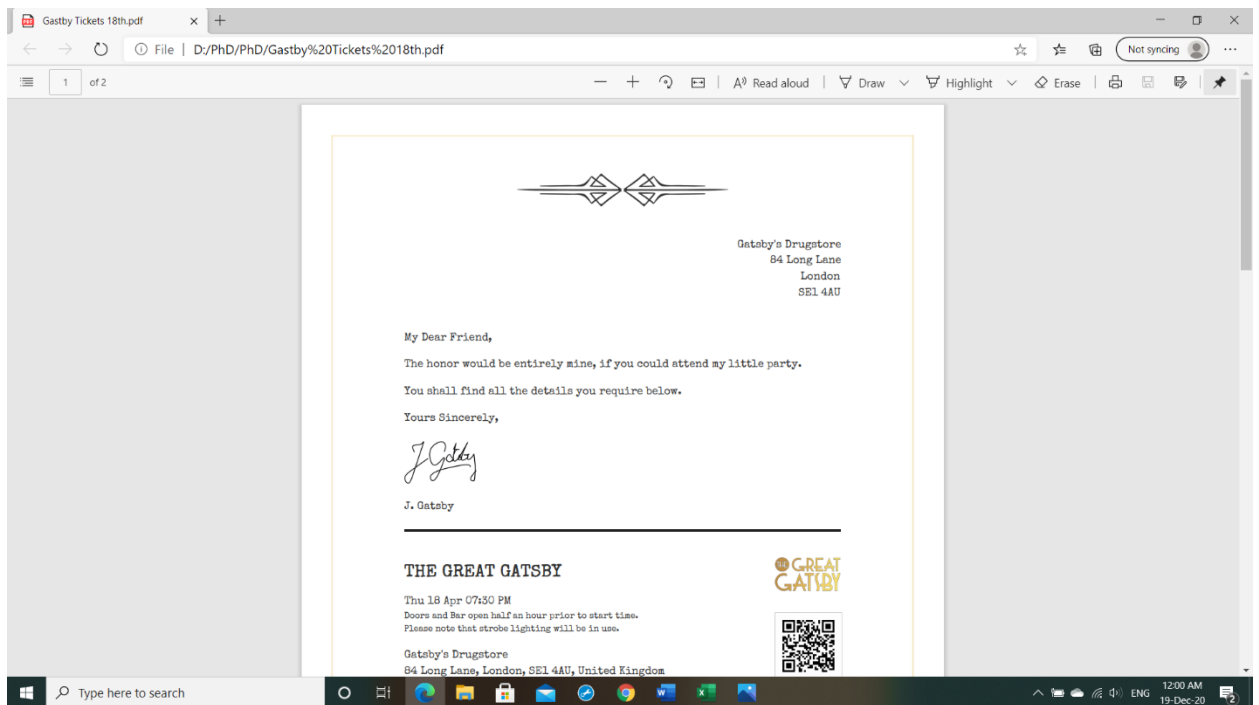 Gastby Tickets 18th.pdf
File | D:/PhD/PhD/Gastby%20Tickets%2018th.pdf
Not syncing
1 of 2
Read aloud
Draw
Highlight
Erase
Gatsby's Drugstore
84 Long Lane
London
SE1 4AU
My Dear Friend,
The honor would be entirely mine, if you could attend my little party.
You shall find all the details you require below.
Yours Sincerely,
J Gatsby
J. Gatsby
THE GREAT GATSBY
GREAT
GATSBY
Thu 18 Apr 07:30 PM
Doors and Bar open half an hour prior to start time.
Please note that strobe lighting will be in use.
Gatsby's Drugstore
84 Long Lane, London, SE1 4AU, United Kingdom
Type here to search
ENG
12:00 AM
19-Dec-20
2